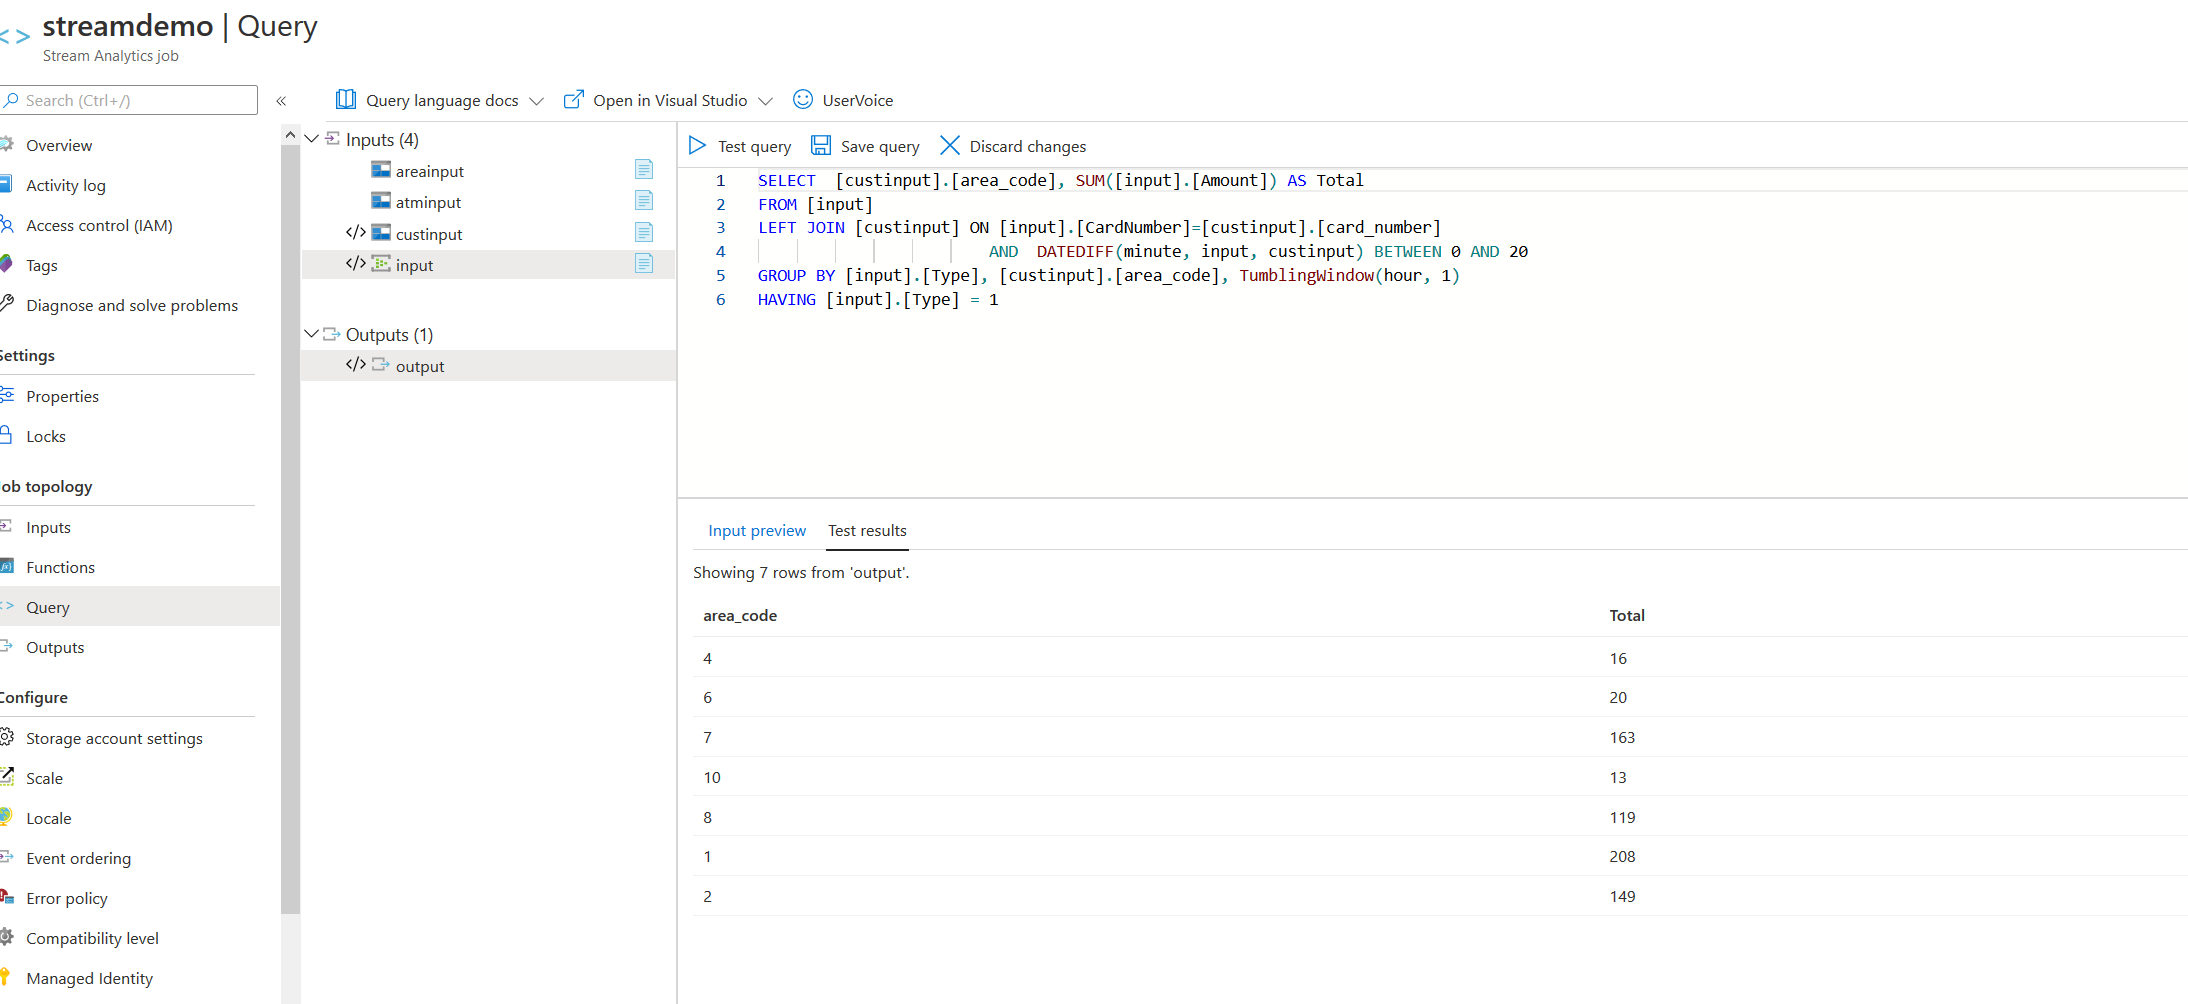 streamdemo | Query
Stream Analytics job
Search (Ctrl+/)
«
Overview
Activity log
Access control (IAM)
Tags
Diagnose and solve problems
Settings
Properties
Locks
Job topology
Inputs
Functions
Query
Outputs
Configure
Storage account settings
Scale
Locale
Event ordering
Error policy
Compatibility level
Managed Identity
Query language docs
Open in Visual Studio
UserVoice
Inputs (4)
areainput
atminput
</> custinput
</> input
Outputs (1)
</> output
Test query
Save query
Discard changes
1 SELECT [custinput].[area_code], SUM([input].[Amount]) AS Total
2 FROM [input]
3 LEFT JOIN [custinput] ON [input].[CardNumber]=[custinput].[card_number]
4 AND DATEDIFF(minute, input, custinput) BETWEEN 0 AND 20
5 GROUP BY [input].[Type], [custinput].[area_code], TumblingWindow(hour, 1)
6 HAVING [input].[Type] = 1
Input preview Test results
Showing 7 rows from 'output'.
area_code Total
4 16
6 20
7 163
10 13
8 119
1 208
2 149